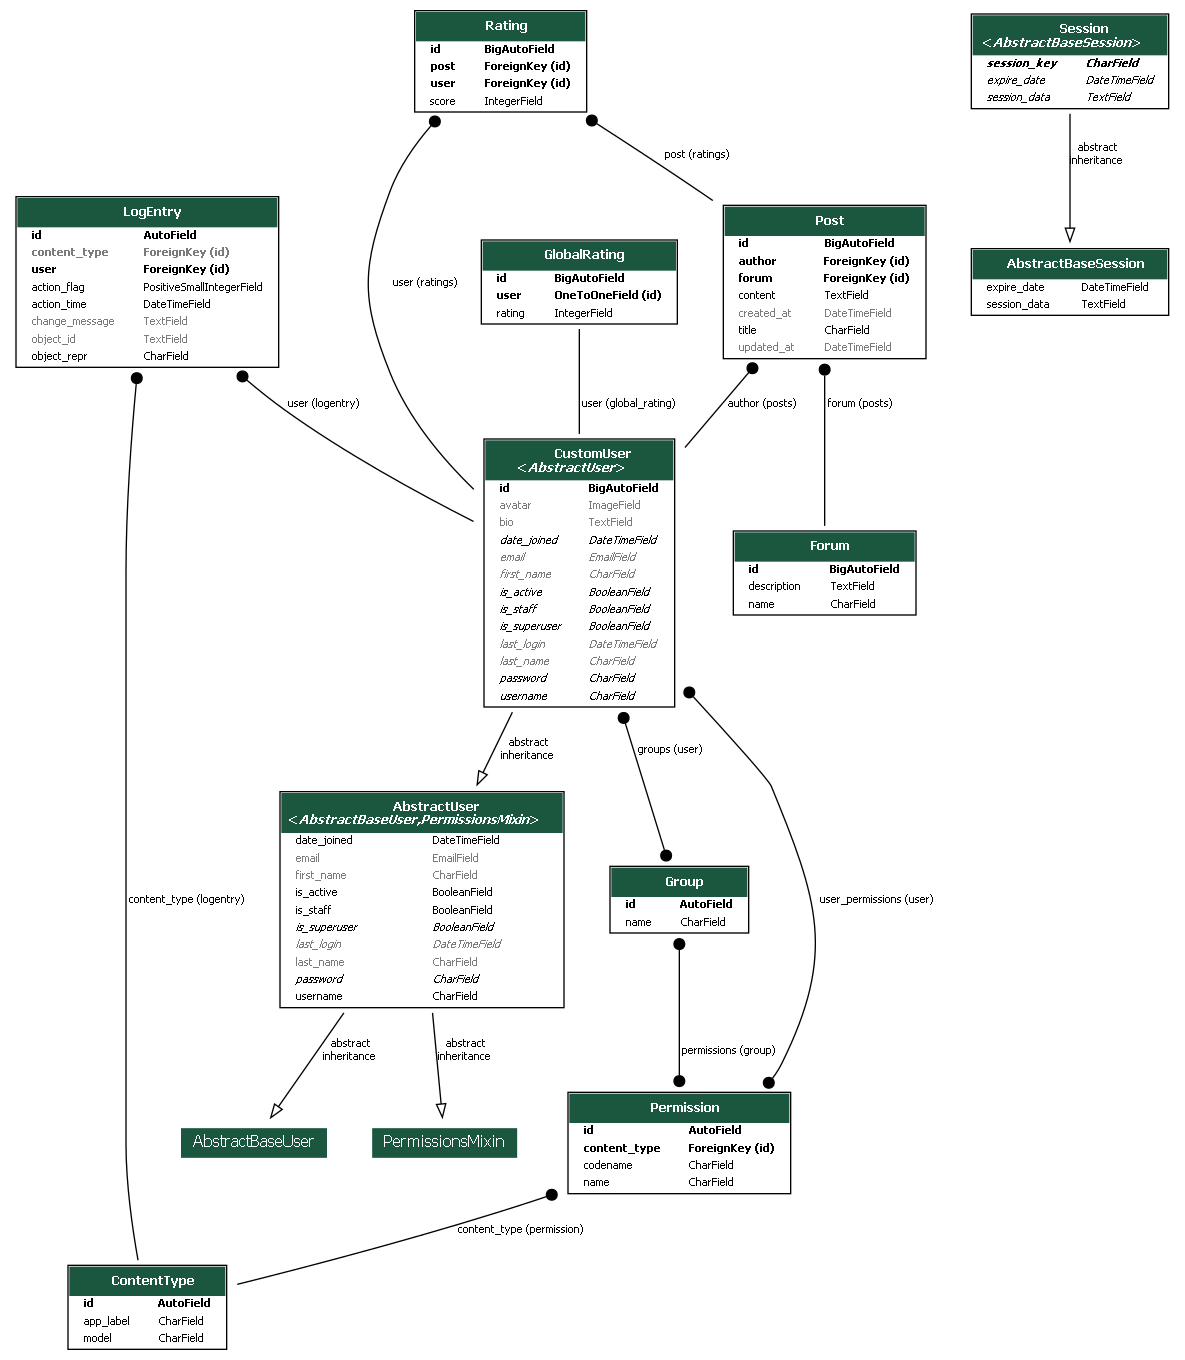 Rating
id BigAutoField
post ForeignKey (id)
user ForeignKey (id)
score IntegerField
Session
<AbstractBaseSession>
session_key CharField
expire_date DateTimeField
session_data TextField
post (ratings)
abstract
inheritance
LogEntry
id AutoField
content_type ForeignKey (id)
user ForeignKey (id)
action_flag PositiveSmallIntegerField
action_time DateTimeField
change_message TextField
object_id TextField
object_repr CharField
user (ratings)
GlobalRating
id BigAutoField
user OneToOneField (id)
rating IntegerField
Post
id BigAutoField
author ForeignKey (id)
forum ForeignKey (id)
content TextField
created_at DateTimeField
title CharField
updated_at DateTimeField
AbstractBaseSession
expire_date DateTimeField
session_data TextField
user (logentry)
user (global_rating)
author (posts)
forum (posts)
CustomUser
<AbstractUser>
id BigAutoField
avatar ImageField
bio TextField
date_joined DateTimeField
email EmailField
first_name CharField
is_active BooleanField
is_staff BooleanField
is_superuser BooleanField
last_login DateTimeField
last_name CharField
password CharField
username CharField
Forum
id BigAutoField
description TextField
name CharField
abstract
inheritance
groups (user)
AbstractUser
<AbstractBaseUser,PermissionsMixin>
date_joined DateTimeField
email EmailField
first_name CharField
is_active BooleanField
is_staff BooleanField
is_superuser BooleanField
last_login DateTimeField
last_name CharField
password CharField
username CharField
Group
id AutoField
name CharField
content_type (logentry)
user_permissions (user)
abstract
inheritance
abstract
inheritance
permissions (group)
AbstractBaseUser
PermissionsMixin
Permission
id AutoField
content_type ForeignKey (id)
codename CharField
name CharField
content_type (permission)
ContentType
id AutoField
app_label CharField
model CharField